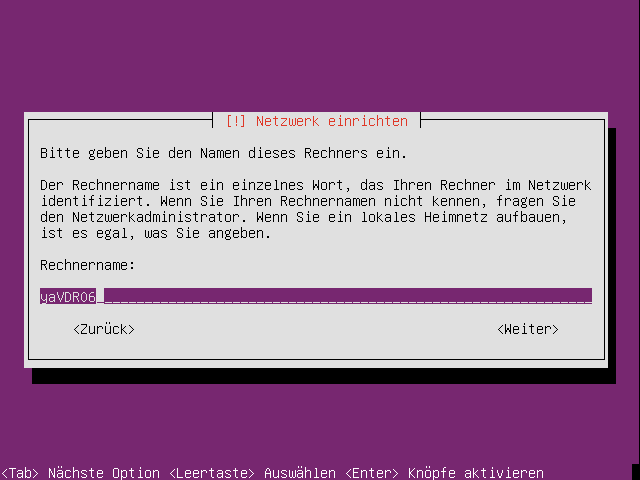 [!] Netzwerk einrichten
Bitte geben Sie den Namen dieses Rechners ein.
Der Rechnername ist ein einzelnes Wort, das Ihren Rechner im Netzwerk
identifiziert. Wenn Sie Ihren Rechnernamen nicht kennen, fragen Sie
den Netzwerkadministrator. Wenn Sie ein lokales Heimnetz aufbauen,
ist es egal, was Sie angeben.
Rechnername:
yaVDR06
<Zurück> <Weiter>
<Tab> Nächste Option <Leertaste> Auswählen <Enter> Knöpfe aktivieren